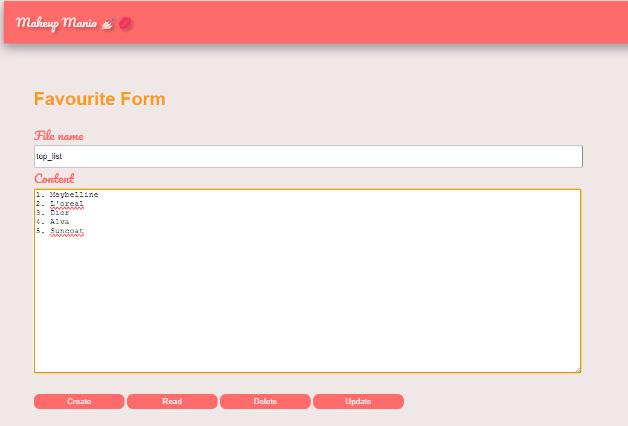 Makeup Mania 💅💋
Favourite Form
File name
top_list
Content
1. Maybelline
2. L'oreal
3. Dior
4. Alva
5. Suncoat
Create Read Delete Update